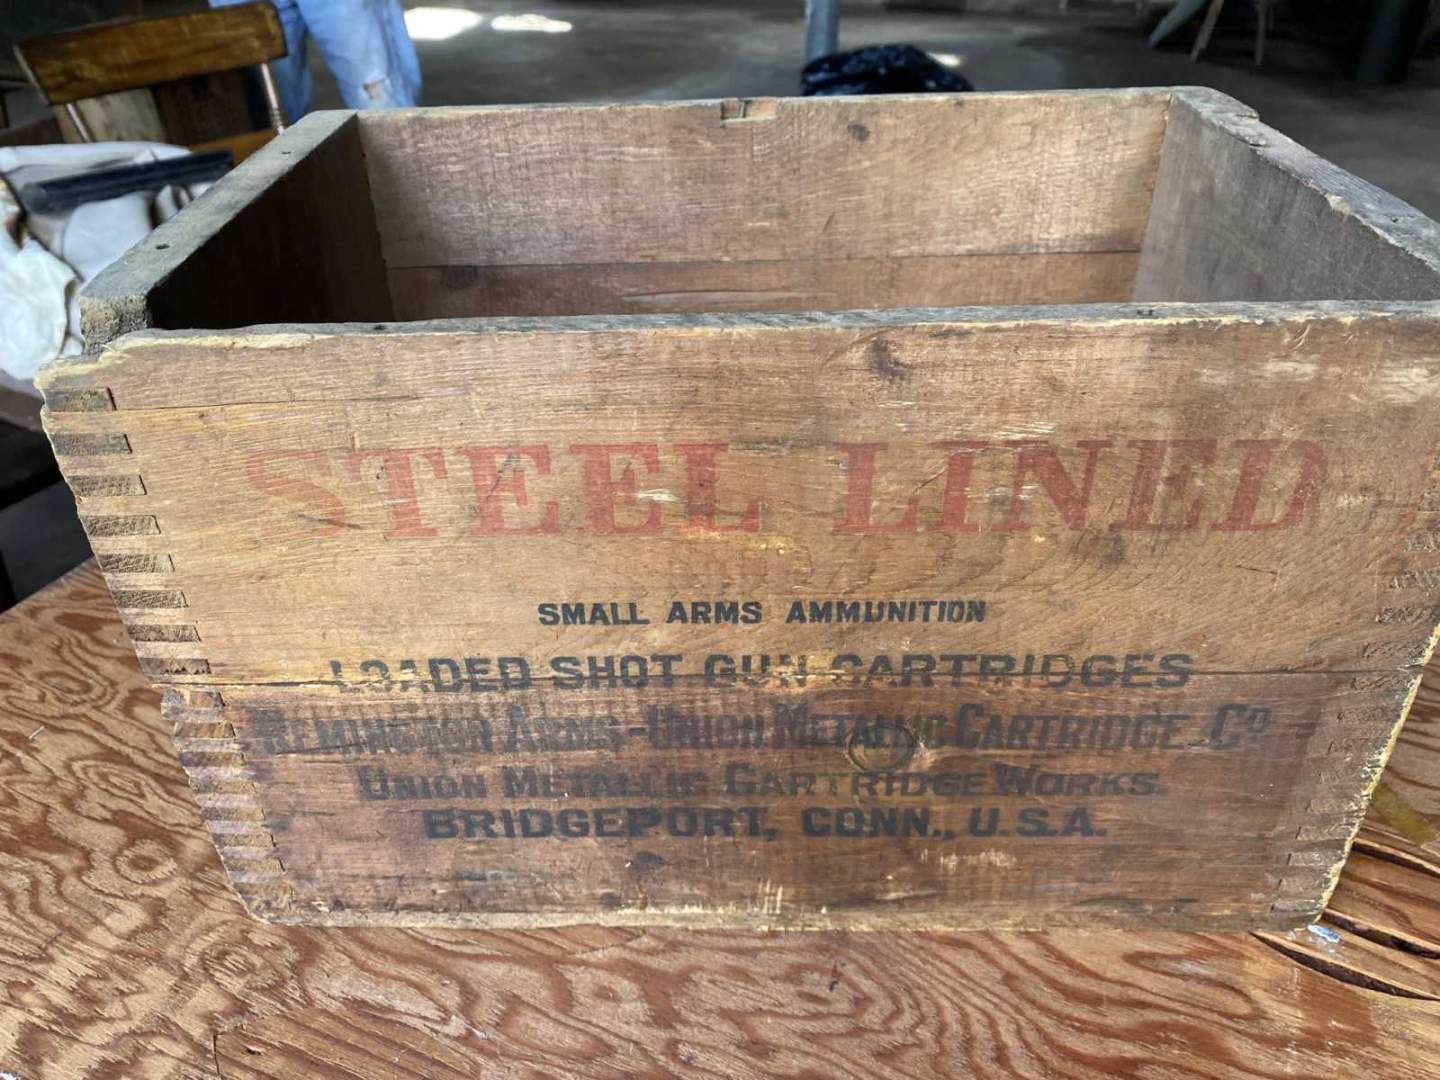 STEEL LINED
SMALL ARMS AMMUNITION
LOADED SHOT GUN CARTRIDGES
REMINGTON ARMS-UNION METALLIC CARTRIDGE CO
UNION METALLIC CARTRIDGE WORKS.
BRIDGEPORT, CONN., U.S.A.